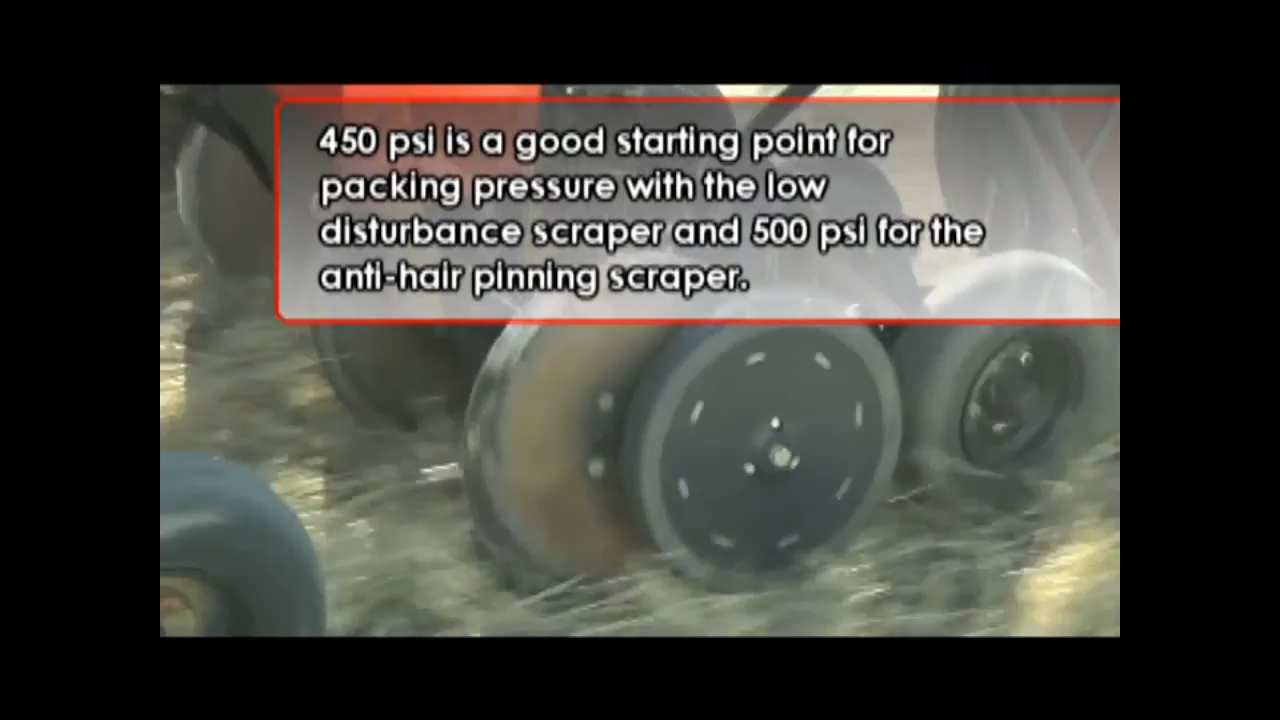 450 psi is a good starting point for
packing pressure with the low
disturbance scraper and 500 psi for the
anti-hair pinning scraper.